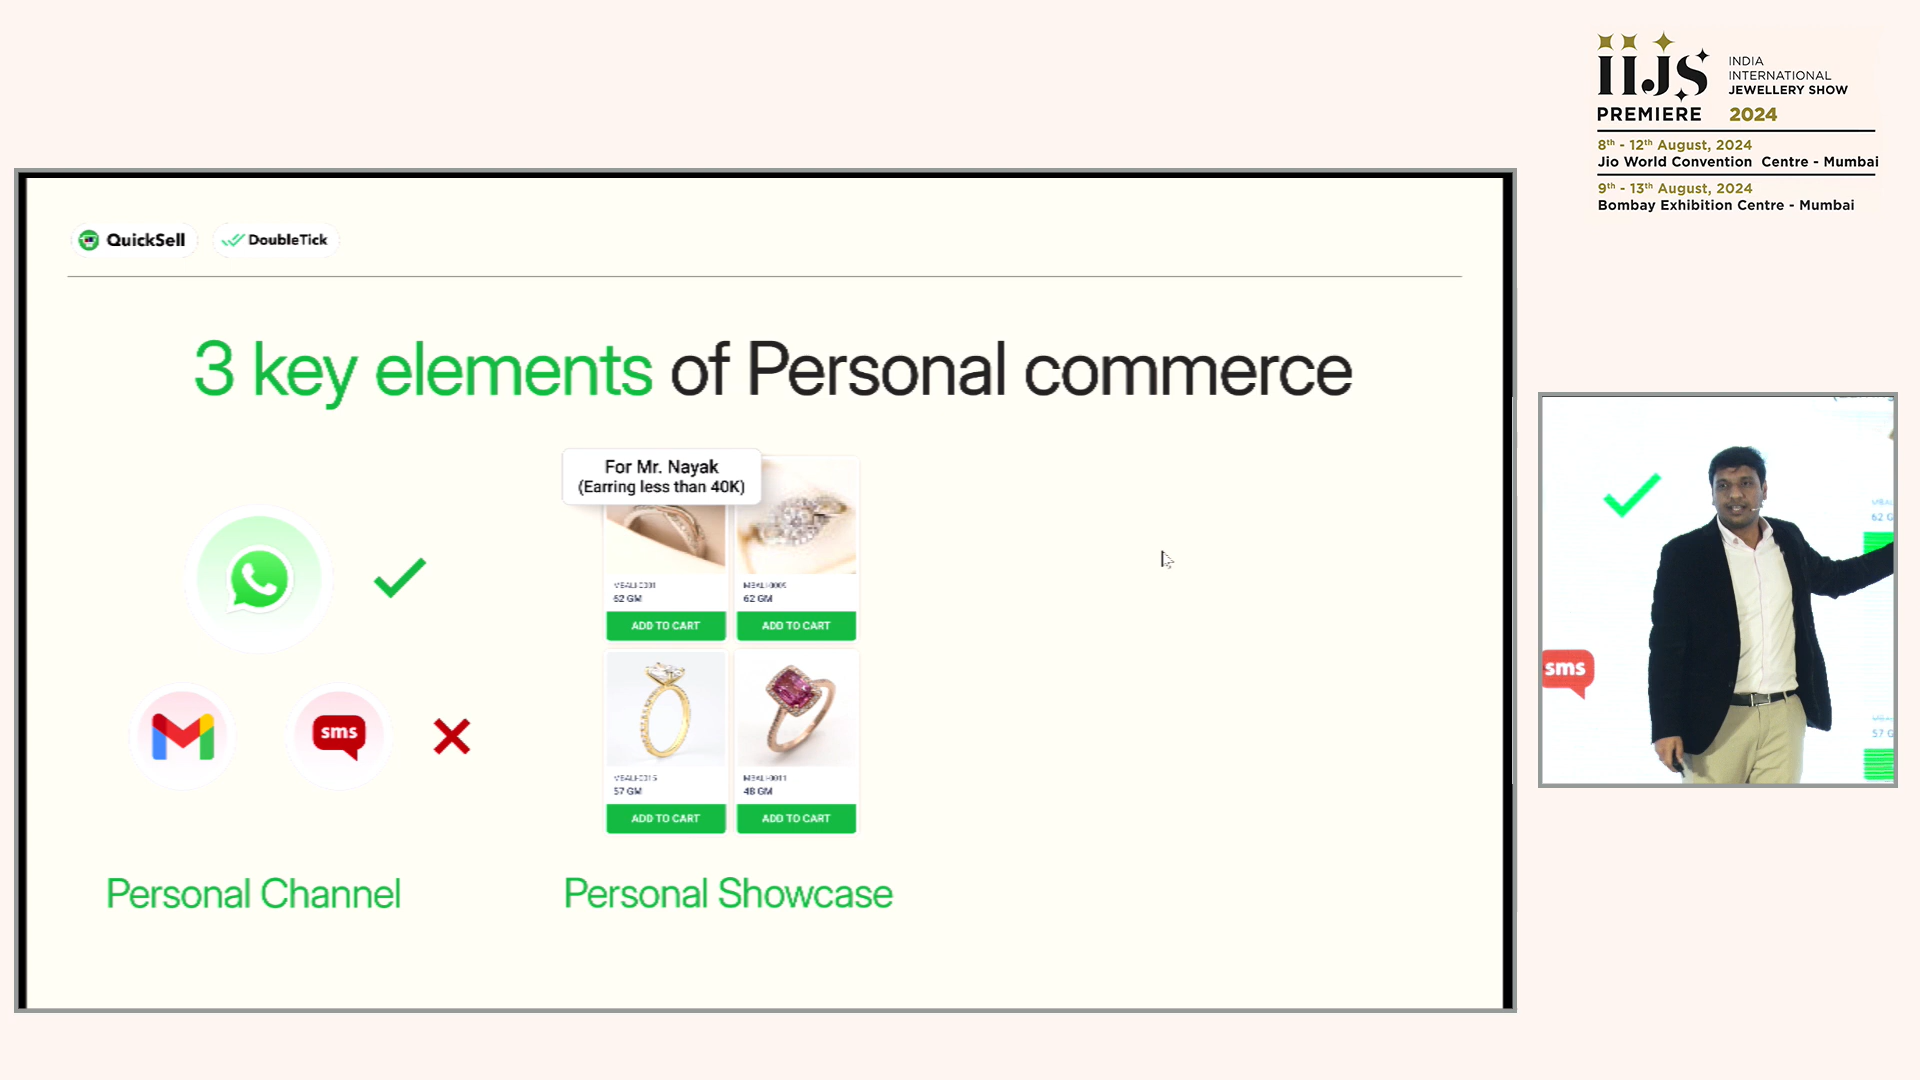 IIJS
INDIA
INTERNATIONAL
JEWELLERY SHOW
PREMIERE 2024
8th - 12th August, 2024
Jio World Convention Centre - Mumbai
9th - 13th August, 2024
Bombay Exhibition Centre - Mumbai
QuickSell DoubleTick
3 key elements of Personal commerce
For Mr. Nayak
(Earring less than 40K)
62 GM
62 GM
ADD TO CART
ADD TO CART
sms
57 GM
48 GM
ADD TO CART
ADD TO CART
Personal Channel
Personal Showcase
sms
62 G
57 G